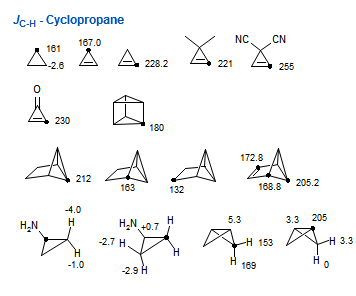 JC-H - Cyclopropane
161 167.0 NC CN
-2.6 228.2 221 255
O
230 180
172.8
212 163 132 168.8 205.2
-4.0 H2N +0.7 H 5.3 3.3 205
H2N H -2.7 H H 153 H 3.3
H -1.0 -2.9 H H H 169 H 0